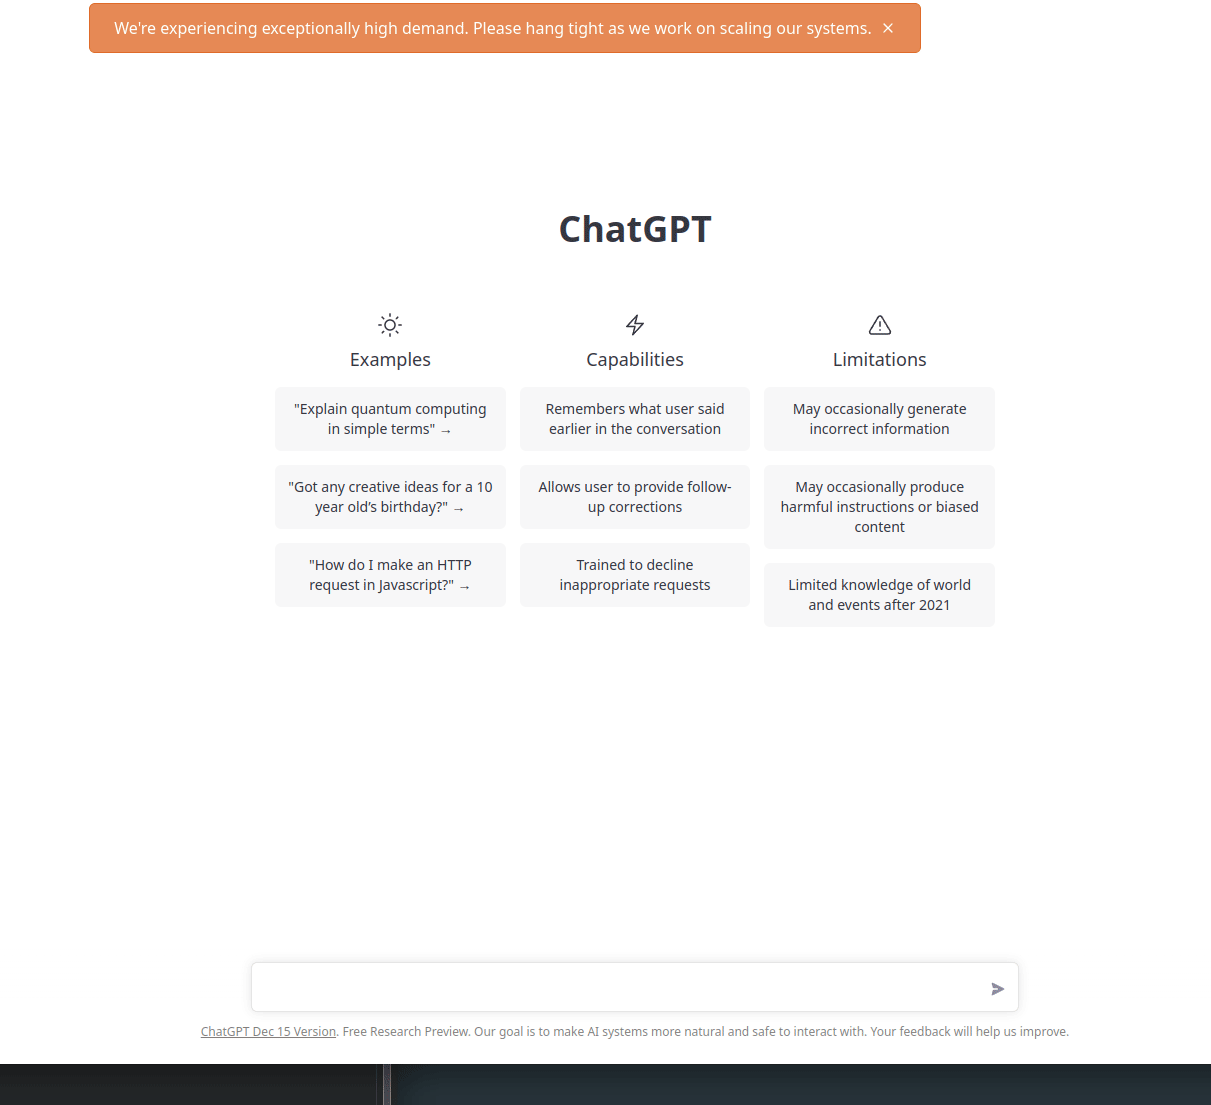 We're experiencing exceptionally high demand. Please hang tight as we work on scaling our systems. ×
ChatGPT
Examples
"Explain quantum computing
in simple terms" →
"Got any creative ideas for a 10
year old’s birthday?" →
"How do I make an HTTP
request in Javascript?" →
Capabilities
Remembers what user said
earlier in the conversation
Allows user to provide follow-
up corrections
Trained to decline
inappropriate requests
Limitations
May occasionally generate
incorrect information
May occasionally produce
harmful instructions or biased
content
Limited knowledge of world
and events after 2021
ChatGPT Dec 15 Version. Free Research Preview. Our goal is to make AI systems more natural and safe to interact with. Your feedback will help us improve.